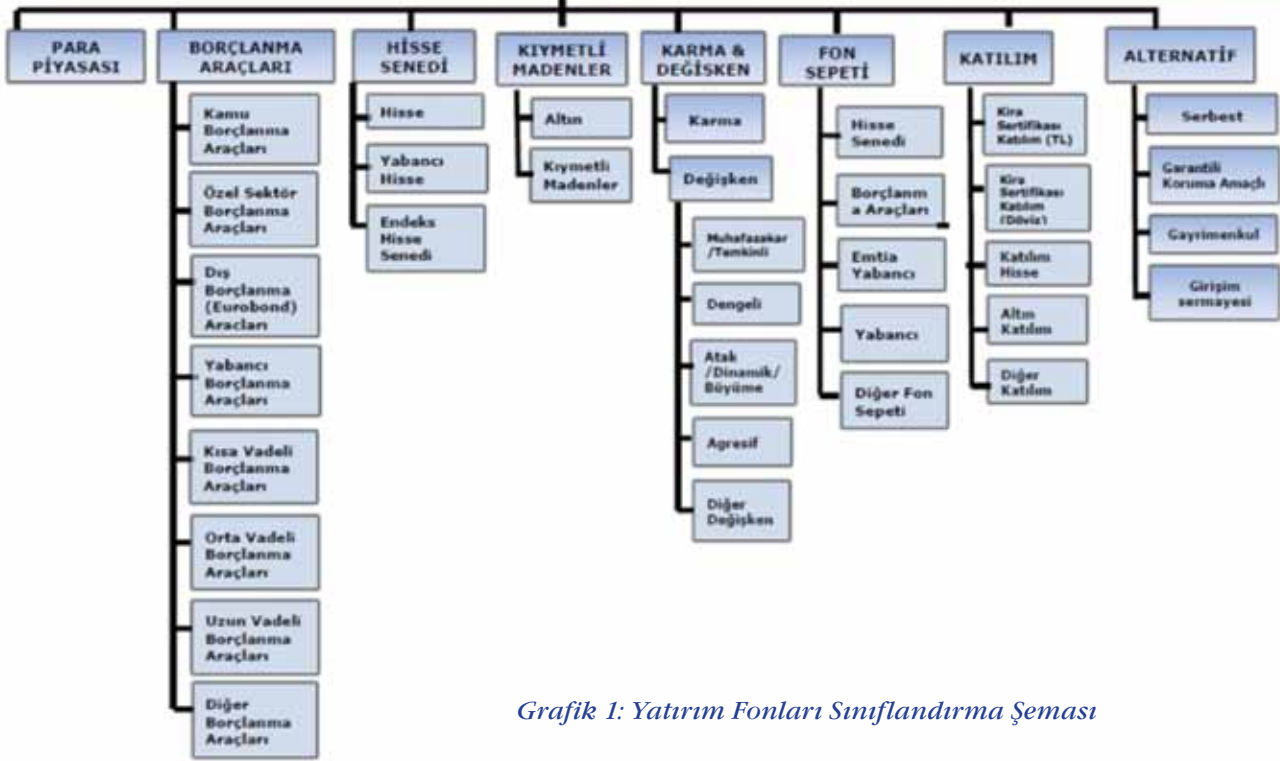 PARA
PİYASASI
BORÇLANMA
ARAÇLARI
Kamu
Borçlanma
Araçları
Özel Sektör
Borçlanma
Araçları
Dış
Borçlanma
(Eurobond)
Araçları
Yabancı
Borçlanma
Araçları
Kısa Vadeli
Borçlanma
Araçları
Orta Vadeli
Borçlanma
Araçları
Uzun Vadeli
Borçlanma
Araçları
Diğer
Borçlanma
Araçları
HİSSE
SENEDİ
Hisse
Yabancı
Hisse
Endeks
Hisse
Senedi
KIYMETLİ
MADENLER
Altın
Kıymetli
Madenler
KARMA &
DEĞİSKEN
Karma
Değişken
Muhafazakar
/Temkinli
Dengeli
Atak
/Dinamik/
Büyüme
Agresif
Diğer
Değişken
FON
SEPETİ
Hisse
Senedi
Borçlanm
a Araçları
Emtia
Yabancı
Yabancı
Diğer Fon
Sepeti
KATILIM
Kira
Sertifikası
Katılım (TL)
Kira
Sertifikası
Katılım
(Döviz)
Katılım
Hisse
Altın
Katılım
Diğer
Katılım
ALTERNATİF
Serbest
Garantili
Koruma Amaçlı
Gayrimenkul
Girişim
sermayesi
Grafik 1: Yatırım Fonları Sınıflandırma Şeması